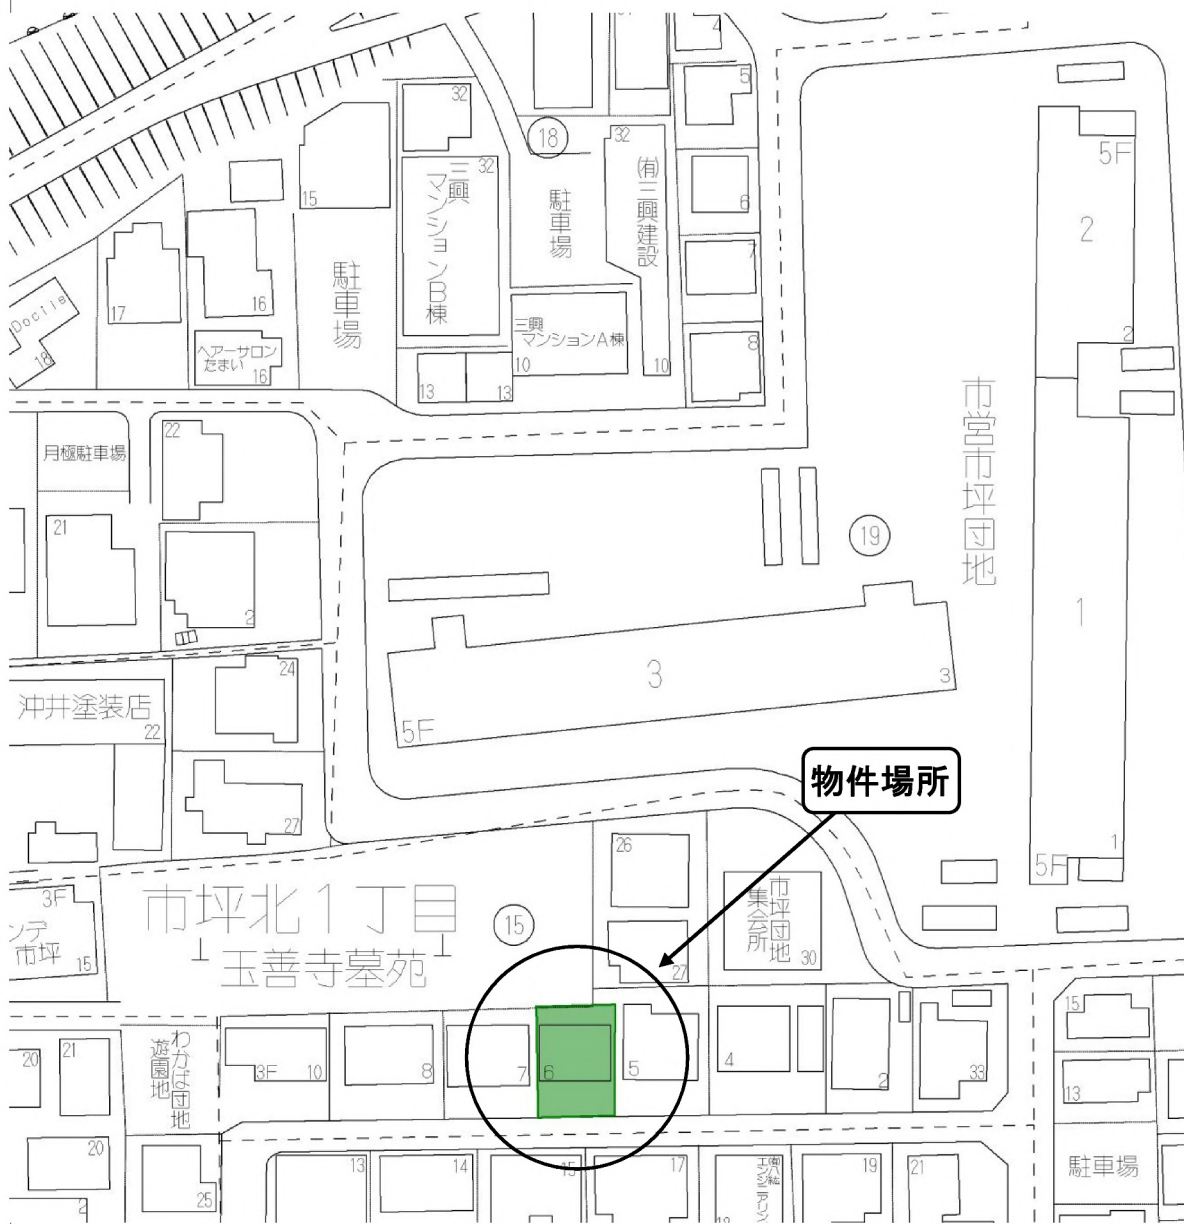 4
5
32
18
32
32
5F
三興
マンションB棟
駐車場
(有)三興建設
6
2
15
7
駐車場
Docile
18
17
16
三興
マンションA棟
ヘアーサロン
たまい
16
10
10
8
2
13
13
市営市坪団地
22
月極駐車場
21
19
2
1
24
3
3
沖井塗装店
22
5F
物件場所
27
26
1
5F
3F
市坪北1丁目
15
市坪団地
集会所
30
ンデ
市坪
15
玉善寺墓苑
27
15
わかば団地
遊園地
20
21
3F
10
8
7
6
5
4
2
33
13
20
25
13
14
15
17
19
21
駐車場
2